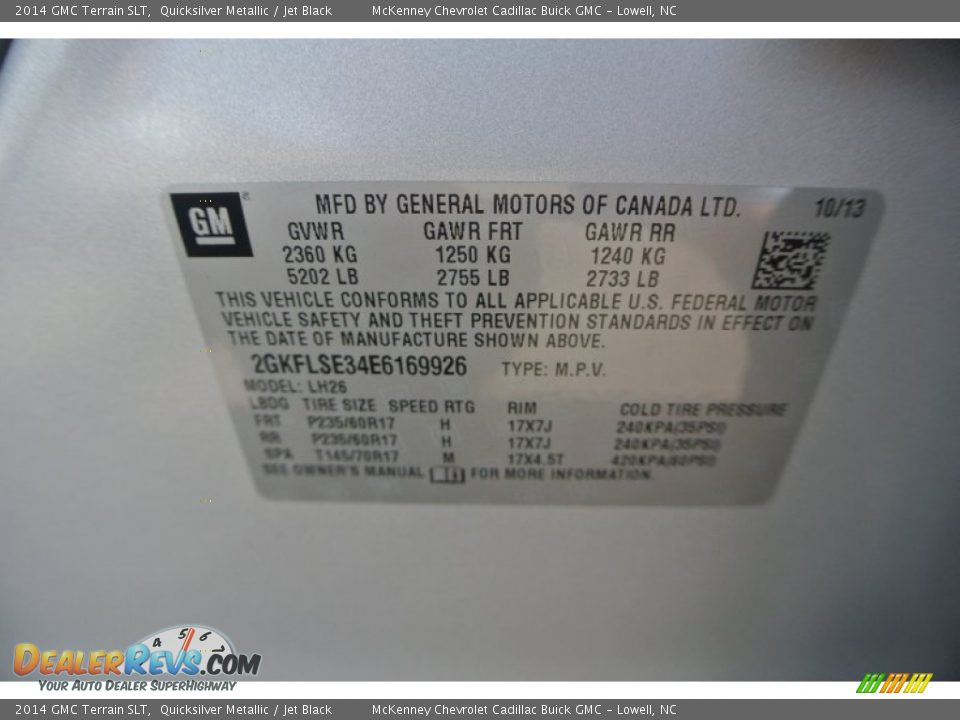 2014 GMC Terrain SLT, Quicksilver Metallic / Jet Black McKenney Chevrolet Cadillac Buick GMC - Lowell, NC
GM MFD BY GENERAL MOTORS OF CANADA LTD. 10/13
GVWR GAWR FRT GAWR RR
2360 KG 1250 KG 1240 KG
5202 LB 2755 LB 2733 LB
THIS VEHICLE CONFORMS TO ALL APPLICABLE U.S. FEDERAL MOTOR
VEHICLE SAFETY AND THEFT PREVENTION STANDARDS IN EFFECT ON
THE DATE OF MANUFACTURE SHOWN ABOVE.
2GKFLSE34E6169926 TYPE: M.P.V.
MODEL: LH26
LBDG TIRE SIZE SPEED RTG RIM COLD TIRE PRESSURE
FRT P235/60R17 H 17X7J 240KPA(35PSI)
RR P235/60R17 H 17X7J 240KPA(35PSI)
SPA T145/70R17 M 17X4.5T 420KPA(60PSI)
SEE OWNER'S MANUAL FOR MORE INFORMATION.
4 5 6 7
DEALERREVS.COM
YOUR AUTO DEALER SUPERHIGHWAY
2014 GMC Terrain SLT, Quicksilver Metallic / Jet Black McKenney Chevrolet Cadillac Buick GMC - Lowell, NC